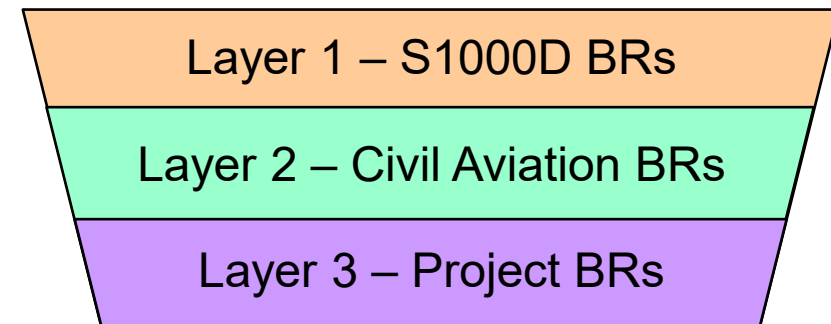 Layer 1 – S1000D BRs
Layer 2 – Civil Aviation BRs
Layer 3 – Project BRs